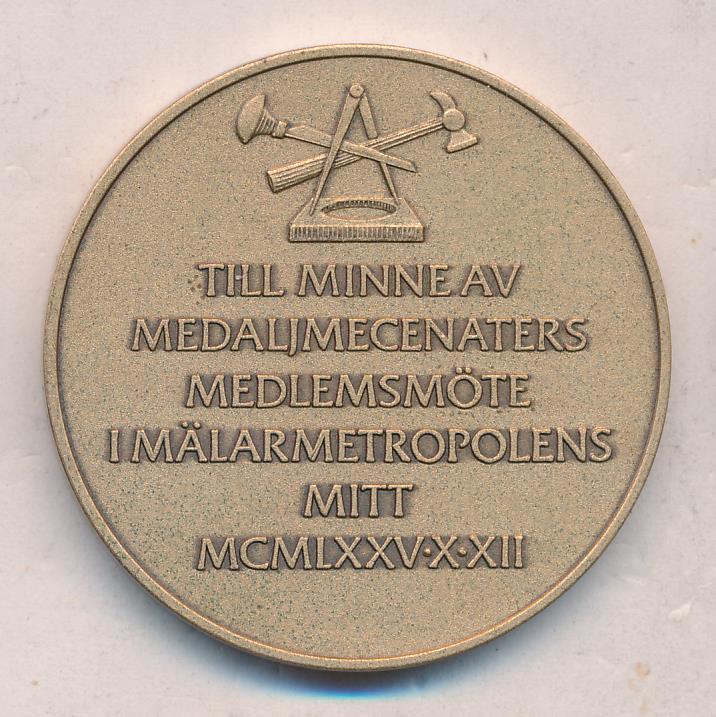 TILL MINNE AV
MEDALJMECENATERS
MEDLEMSMÖTE
I MÄLARMETROPOLENS
MITT
MCMLXXV·X·XII